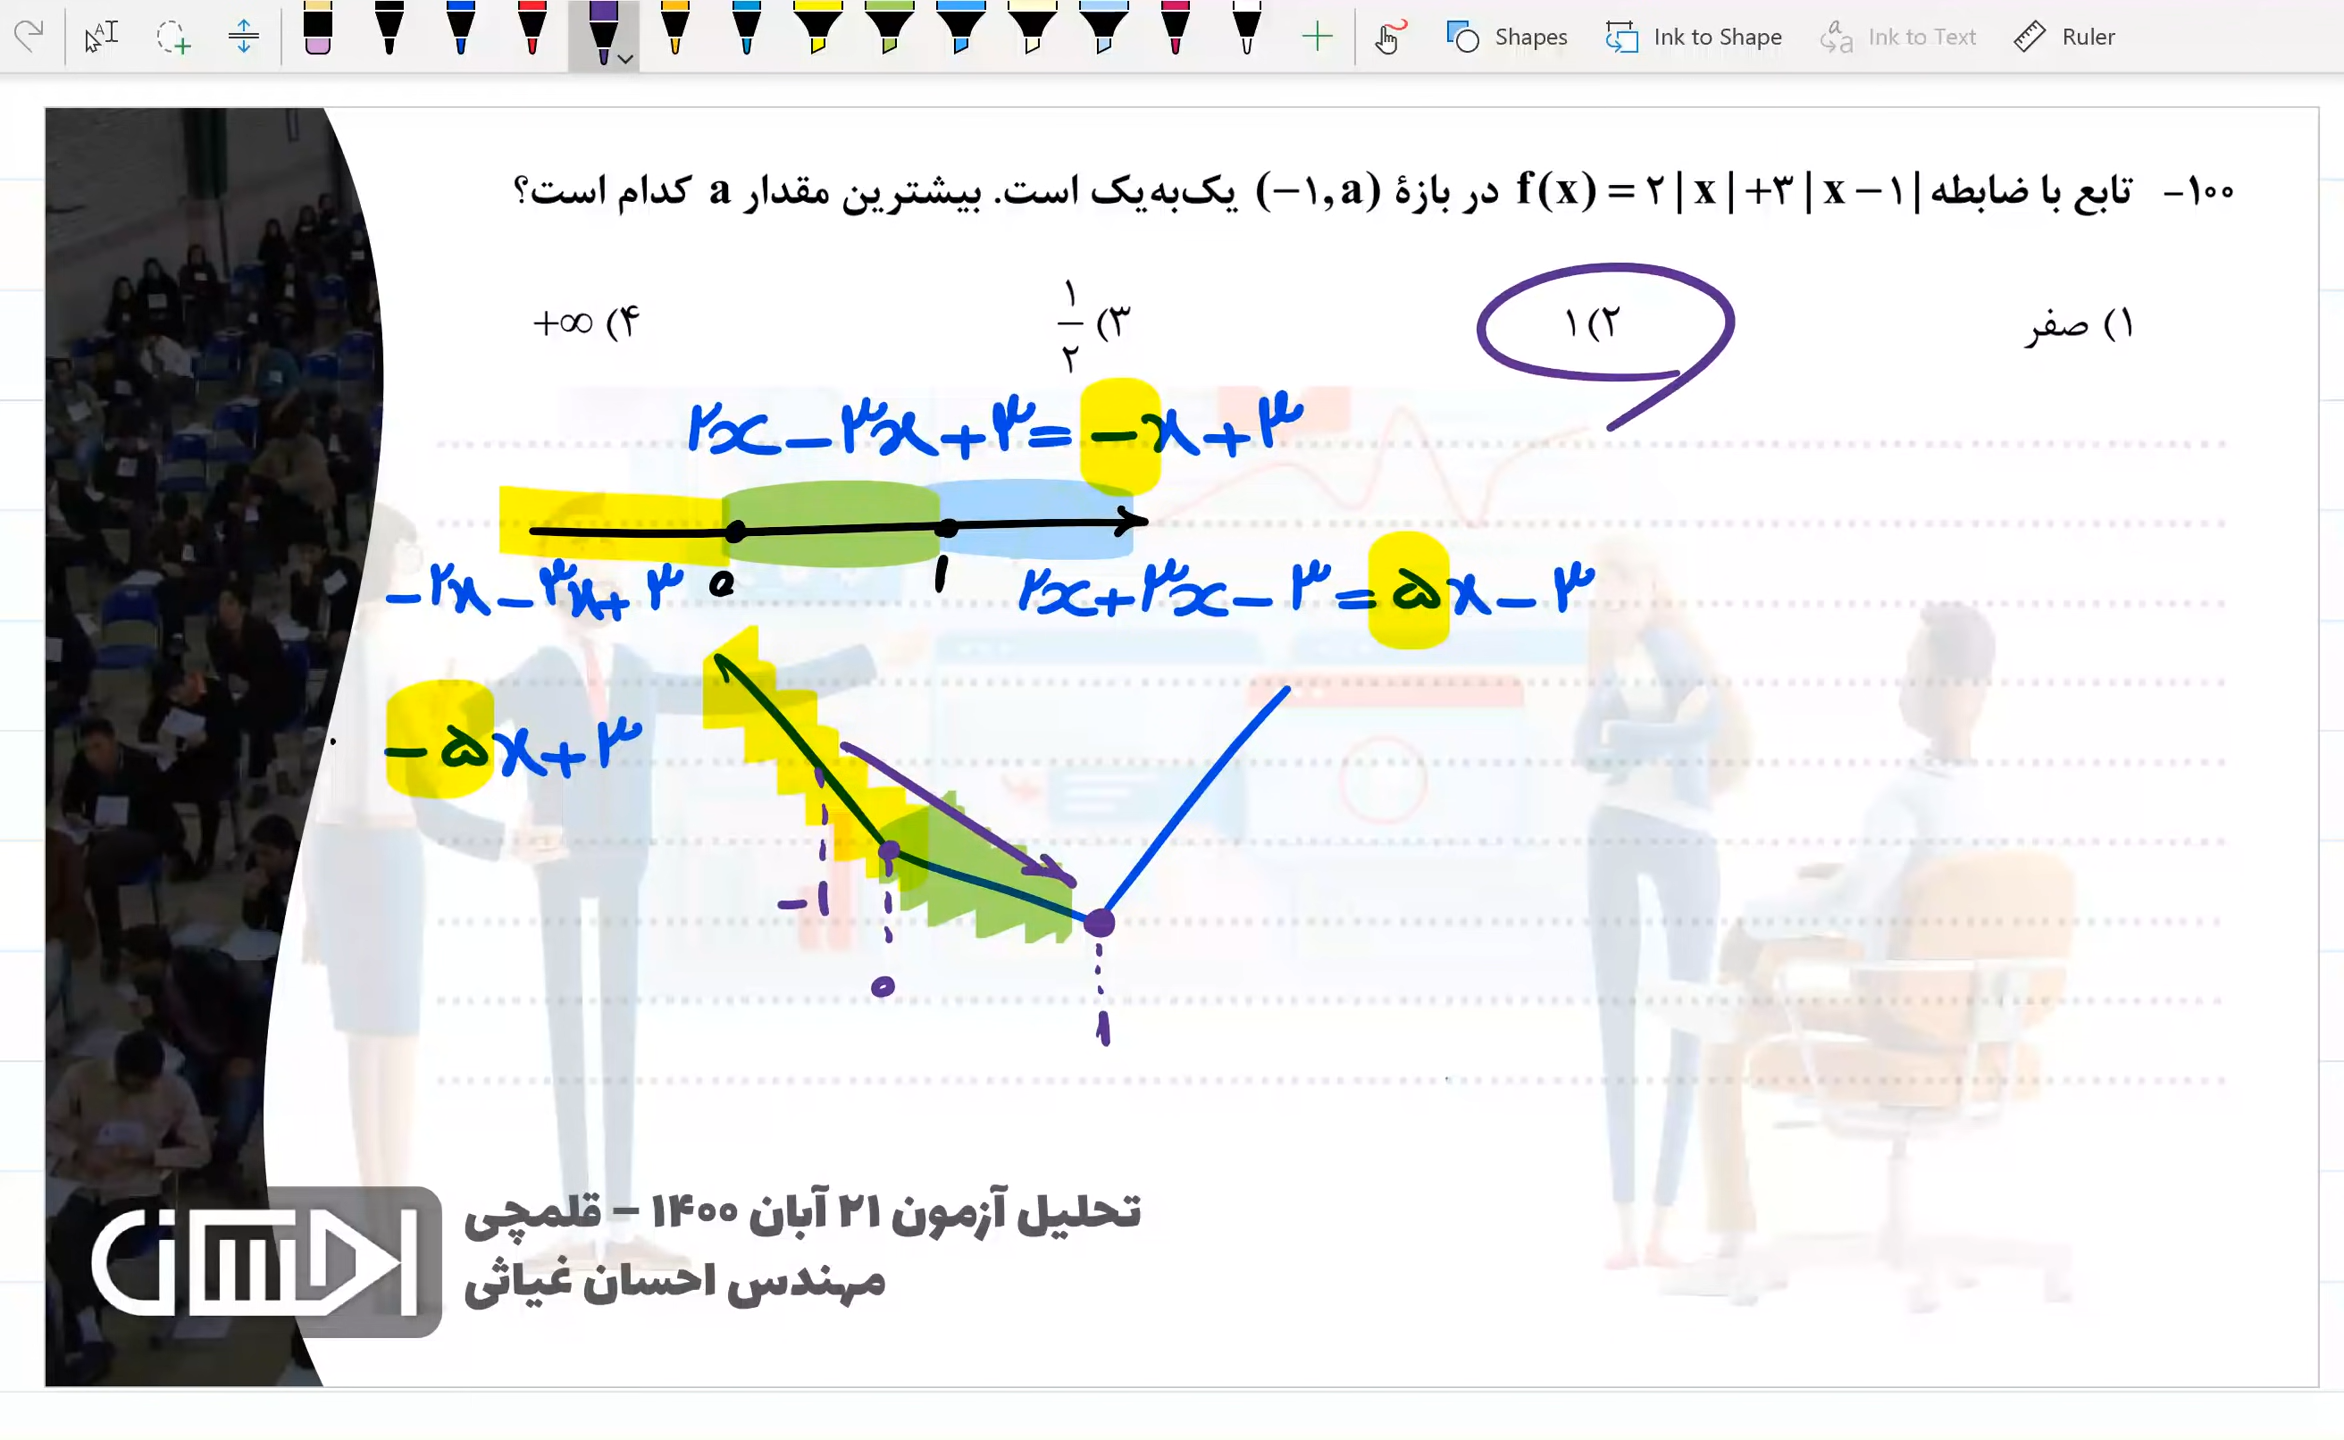 Shapes Ink to Shape Ink to Text Ruler
۱۰۰- تابع با ضابطه f(x) = ۲|x|+۳|x-۱| در بازهٔ (-۱,a) یک‌به‌یک است. بیشترین مقدار a کدام است؟
۱) صفر ۲) ۱ ۳) ۱/۲ ۴) +∞
۲x-۳x+۳=-x+۳
-۲x-۳x+۳ ۰ ۱ ۲x+۳x-۳=۵x-۳
-۵x+۳
-۱ ۰ ۱
تحلیل آزمون ۲۱ آبان ۱۴۰۰ – قلمچی
مهندس احسان غیاثی